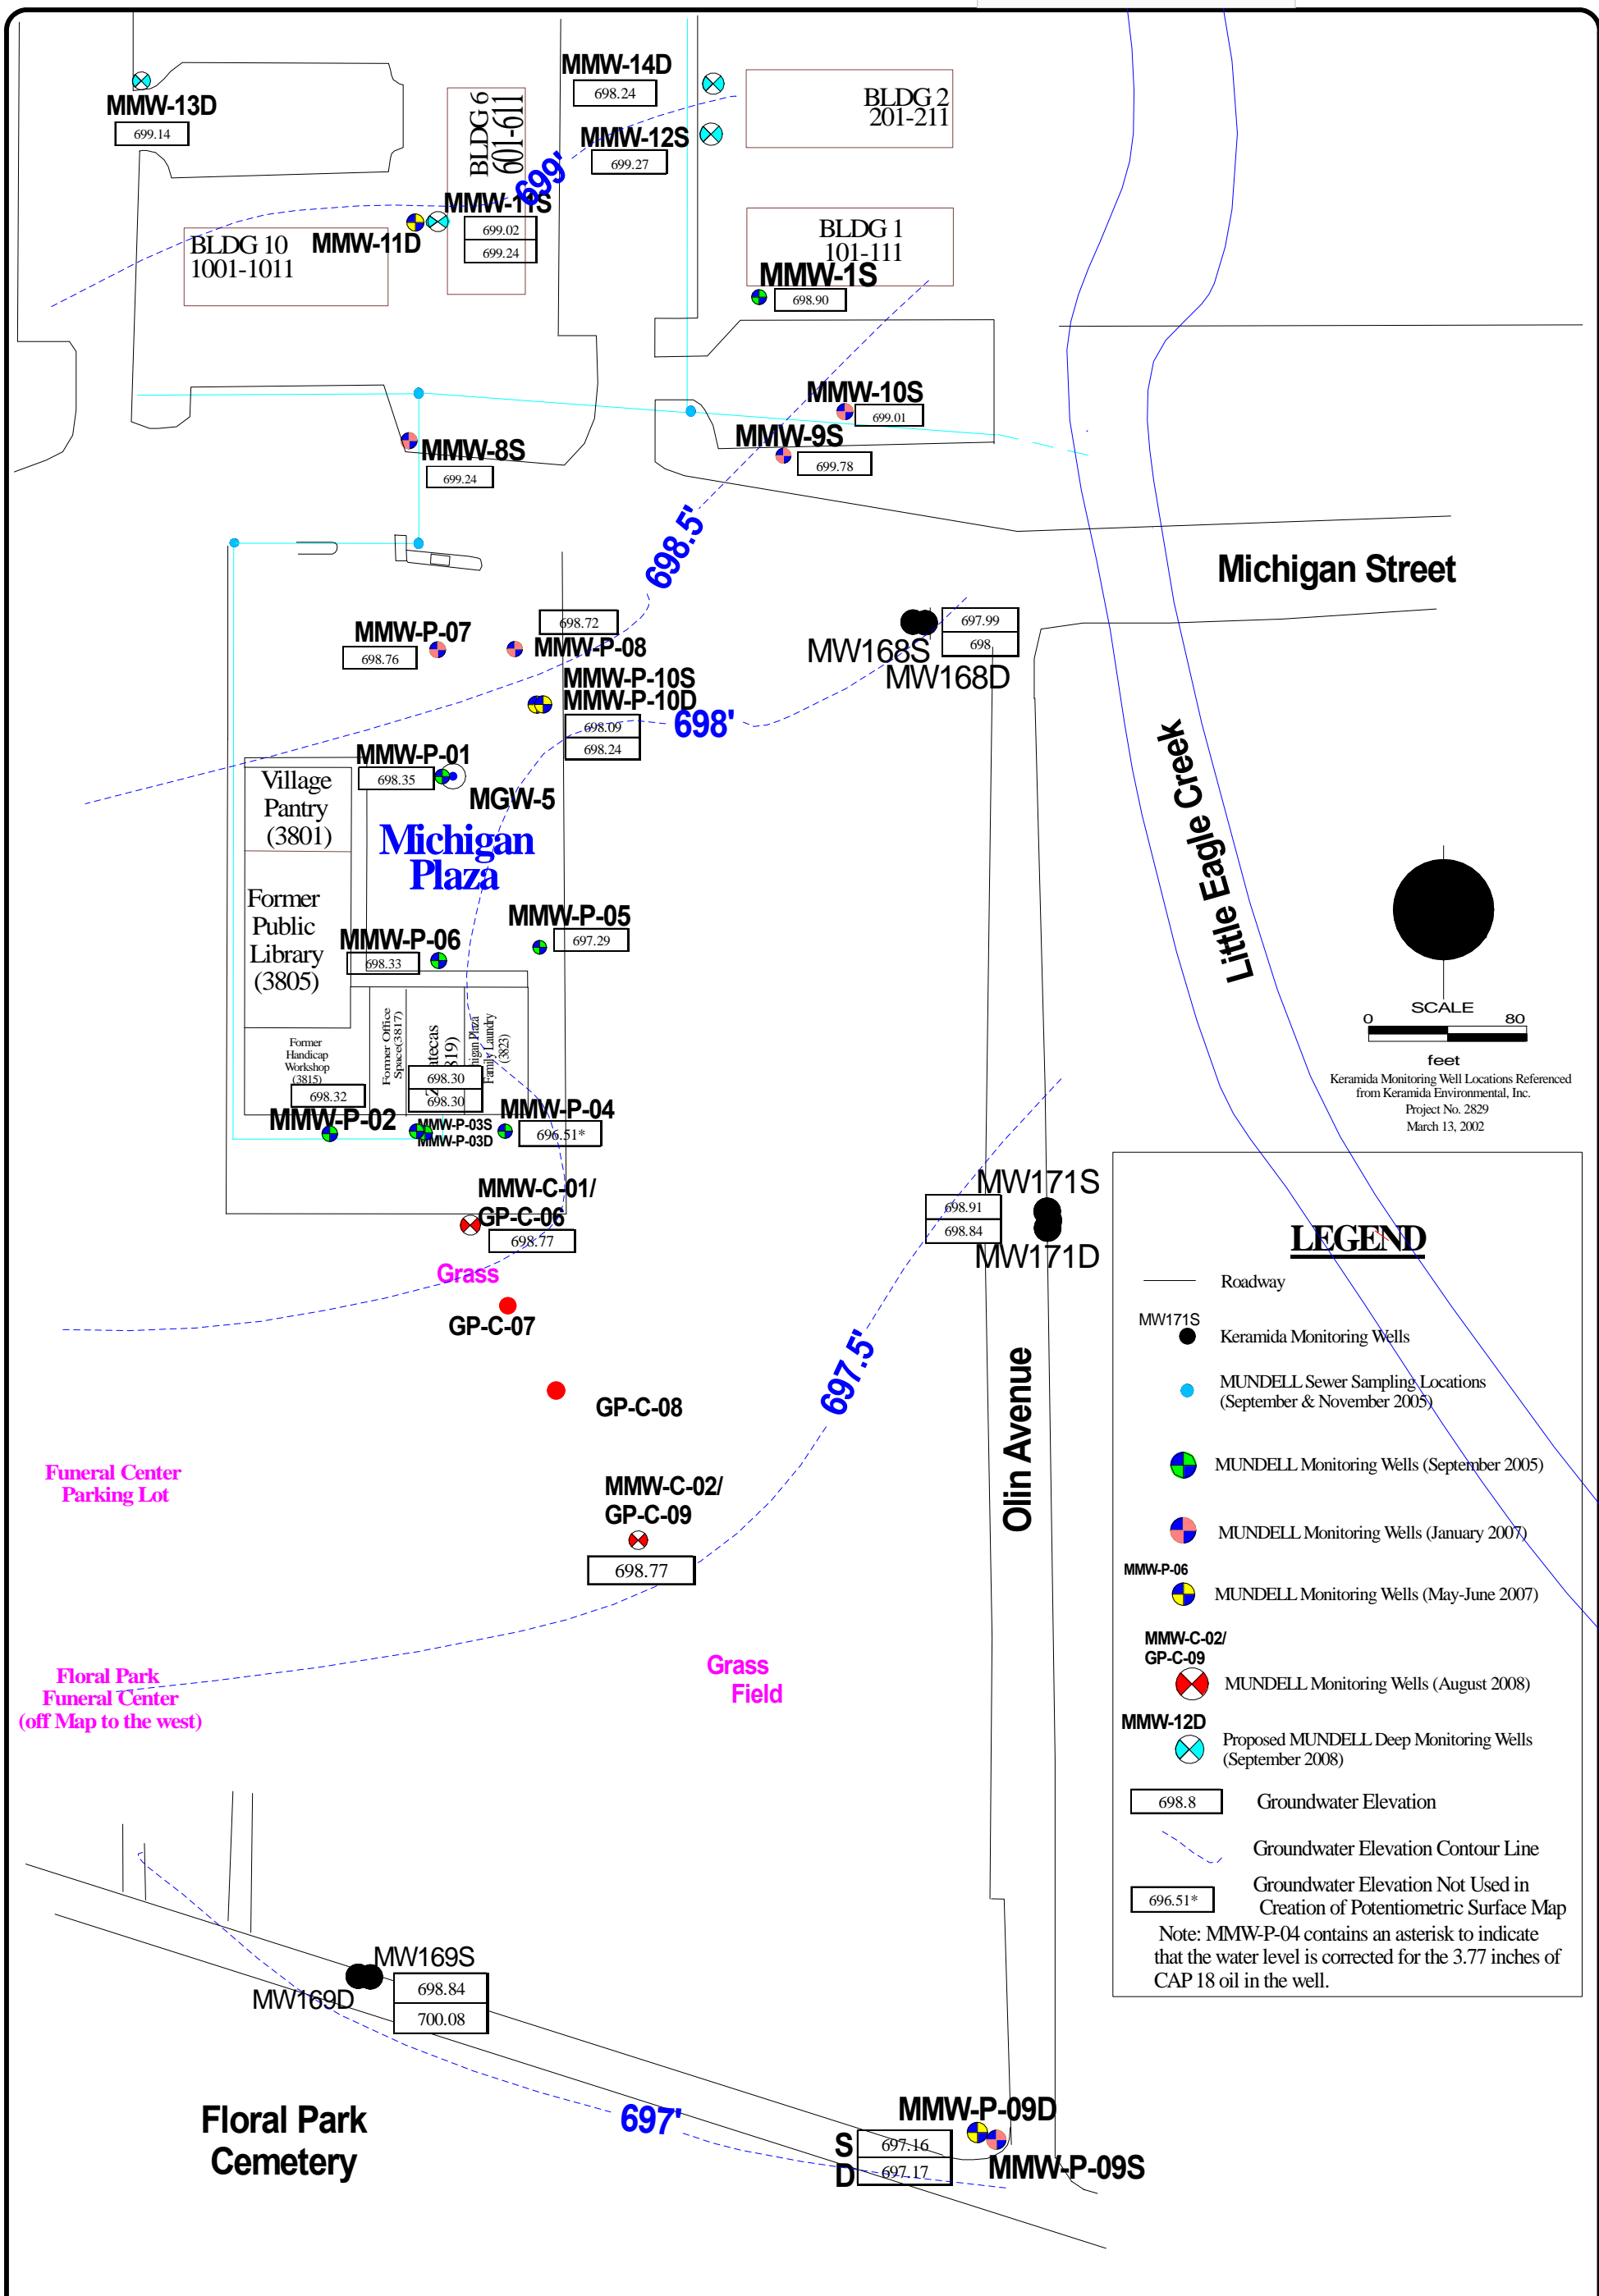 MMW-13D
699.14
BLDG 6
601-611
MMW-14D
698.24
MMW-12S
699.27
BLDG 2
201-211
699'
MMW-11S
699.02
699.24
MMW-11D
BLDG 10
1001-1011
BLDG 1
101-111
MMW-1S
698.90
MMW-10S
699.01
MMW-9S
699.78
MMW-8S
699.24
698.5'
Michigan Street
MMW-P-07
698.76
698.72
MMW-P-08
MMW-P-10S
MMW-P-10D
698.09
698.24
698'
697.99
698.
MW168S
MW168D
MMW-P-01
698.35
MGW-5
Village
Pantry
(3801)
Michigan
Plaza
Former
Public
Library
(3805)
MMW-P-05
697.29
MMW-P-06
698.33
Little Eagle Creek
SCALE
0 80
feet
Keramida Monitoring Well Locations Referenced
from Keramida Environmental, Inc.
Project No. 2829
March 13, 2002
Former
Handicap
Workshop
(3815)
Former Office
Space(3817)
Family Laundry
(3823)
698.32
698.30
698.30
MMW-P-02
MMW-P-03S
MMW-P-03D
MMW-P-04
696.51*
MMW-C-01/
GP-C-06
698.77
MW171S
698.91
698.84
MW171D
Grass
GP-C-07
GP-C-08
697.5'
Olin Avenue
Funeral Center
Parking Lot
MMW-C-02/
GP-C-09
698.77
Grass
Field
Floral Park
Funeral Center
(off Map to the west)
LEGEND
Roadway
MW171S
Keramida Monitoring Wells
MUNDELL Sewer Sampling Locations
(September & November 2005)
MUNDELL Monitoring Wells (September 2005)
MUNDELL Monitoring Wells (January 2007)
MMW-P-06
MUNDELL Monitoring Wells (May-June 2007)
MMW-C-02/
GP-C-09
MUNDELL Monitoring Wells (August 2008)
MMW-12D
Proposed MUNDELL Deep Monitoring Wells
(September 2008)
698.8
Groundwater Elevation
Groundwater Elevation Contour Line
696.51*
Groundwater Elevation Not Used in
Creation of Potentiometric Surface Map
Note: MMW-P-04 contains an asterisk to indicate
that the water level is corrected for the 3.77 inches of
CAP 18 oil in the well.
MW169S
MW169D
698.84
700.08
Floral Park
Cemetery
697'
MMW-P-09D
S 697.16
D 697.17
MMW-P-09S